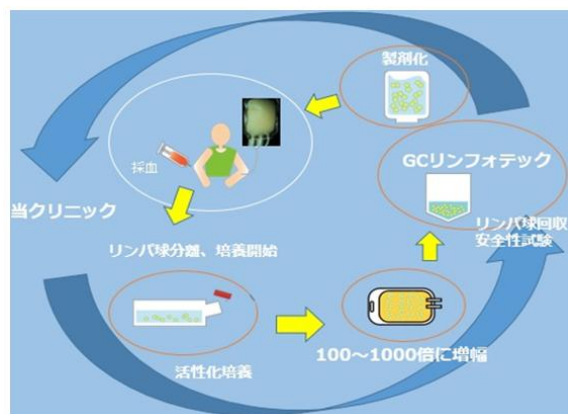 製剤化
採血
GCリンフォテック
当クリニック
リンパ球回収
安全性試験
リンパ球分離、培養開始
活性化培養
100～1000倍に増幅